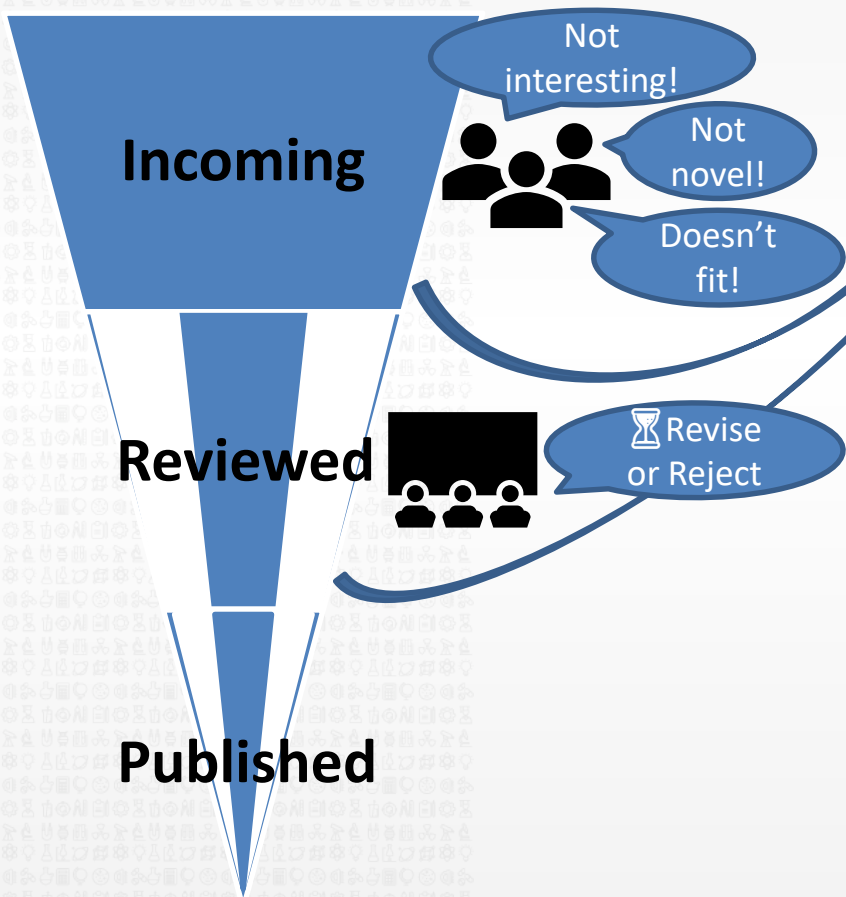 Not
interesting!
Incoming
Not
novel!
Doesn’t
fit!
Reviewed
Revise
or Reject
Published